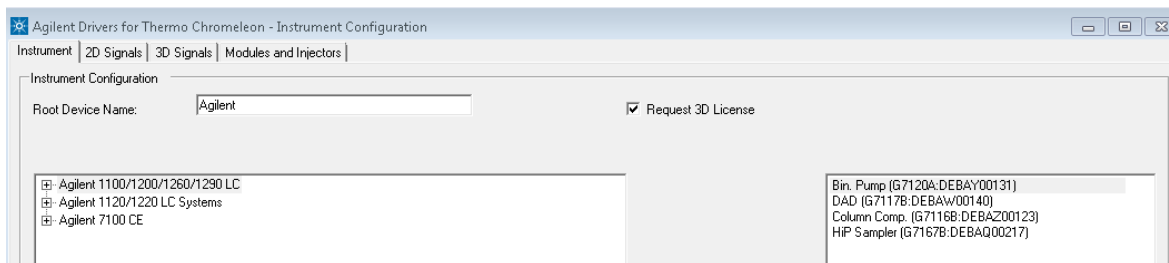 Agilent Drivers for Thermo Chromeleon - Instrument Configuration
Instrument 2D Signals 3D Signals Modules and Injectors
Instrument Configuration
Root Device Name: Agilent Request 3D License
Agilent 1100/1200/1260/1290 LC
Agilent 1120/1220 LC Systems
Agilent 7100 CE
Bin. Pump (G7120A:DEBAY00131)
DAD (G7117B:DEBAW00140)
Column Comp. (G7116B:DEBAZ00123)
HiP Sampler (G7167B:DEBAQ00217)